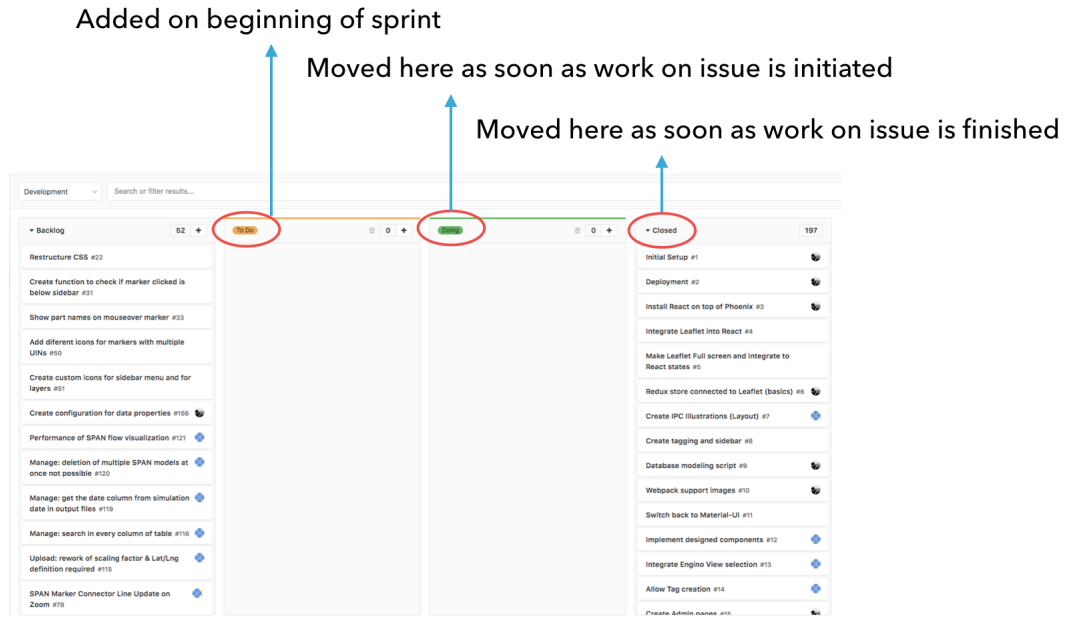 Added on beginning of sprint
Moved here as soon as work on issue is initiated
Moved here as soon as work on issue is finished
Development
Search or filter results...
Backlog 52 +
Restructure CSS #22
Create function to check if marker clicked is
below sidebar #31
Show part names on mouseover marker #33
Add diferent icons for markers with multiple
UINs #50
Create custom icons for sidebar menu and for
layers #51
Create configuration for data properties #156
Performance of SPAN flow visualization #121
Manage: deletion of multiple SPAN models at
once not possible #120
Manage: get the date column from simulation
date in output files #119
Manage: search in every column of table #116
Upload: rework of scaling factor & Lat/Lng
definition required #115
SPAN Marker Connector Line Update on
Zoom #78
To Do 0 +
Doing 0 +
Closed 197
Initial Setup #1
Deployment #2
Install React on top of Phoenix #3
Integrate Leaflet into React #4
Make Leaflet Full screen and integrate to
React states #5
Redux store connected to Leaflet (basics) #6
Create IPC Illustrations (Layout) #7
Create tagging and sidebar #8
Database modeling script #9
Webpack support images #10
Switch back to Material-UI #11
Implement designed components #12
Integrate Engino View selection #13
Allow Tag creation #14
Create Admin pages #15